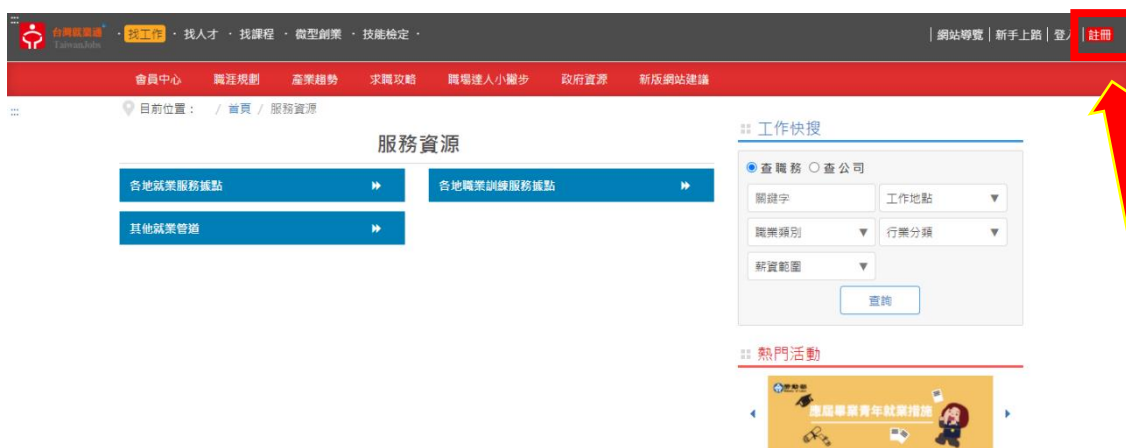 台灣就業通
TaiwanJobs
·找工作 · 找人才 · 找課程 · 微型創業 · 技能檢定 ·
| 網站導覽 | 新手上路 | 登入 | 註冊
會員中心 職涯規劃 產業趨勢 求職攻略 職場達人小撇步 政府資源 新版網站建議
:::
目前位置： / 首頁 / 服務資源
服務資源
各地就業服務據點
各地職業訓練服務據點
其他就業管道
工作快搜
查職務 查公司
關鍵字 工作地點
職業類別 行業分類
薪資範圍
查詢
熱門活動
勞動部
應屆畢業青年就業措施